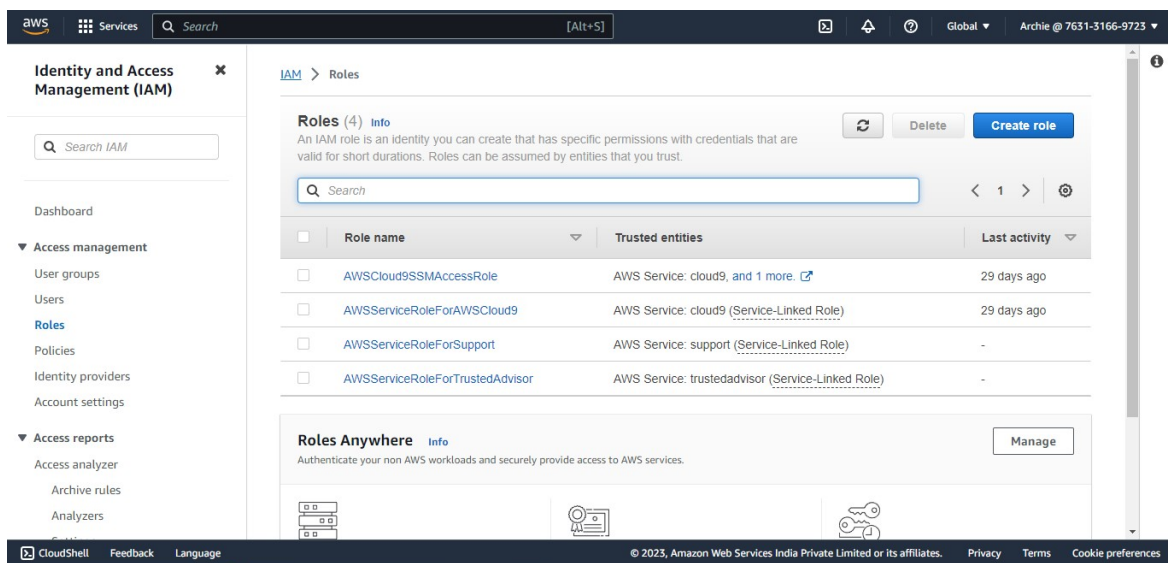 aws
Services
Search
[Alt+S]
Global
Archie @ 7631-3166-9723
Identity and Access
Management (IAM)
Search IAM
Dashboard
Access management
User groups
Users
Roles
Policies
Identity providers
Account settings
Access reports
Access analyzer
Archive rules
Analyzers
IAM > Roles
Roles (4) Info
An IAM role is an identity you can create that has specific permissions with credentials that are
valid for short durations. Roles can be assumed by entities that you trust.
Delete
Create role
Search
1
Role name Trusted entities Last activity
AWSCloud9SSMAccessRole AWS Service: cloud9, and 1 more. 29 days ago
AWSServiceRoleForAWSCloud9 AWS Service: cloud9 (Service-Linked Role) 29 days ago
AWSServiceRoleForSupport AWS Service: support (Service-Linked Role) -
AWSServiceRoleForTrustedAdvisor AWS Service: trustedadvisor (Service-Linked Role) -
Roles Anywhere Info
Authenticate your non AWS workloads and securely provide access to AWS services.
Manage
CloudShell Feedback Language © 2023, Amazon Web Services India Private Limited or its affiliates. Privacy Terms Cookie preferences